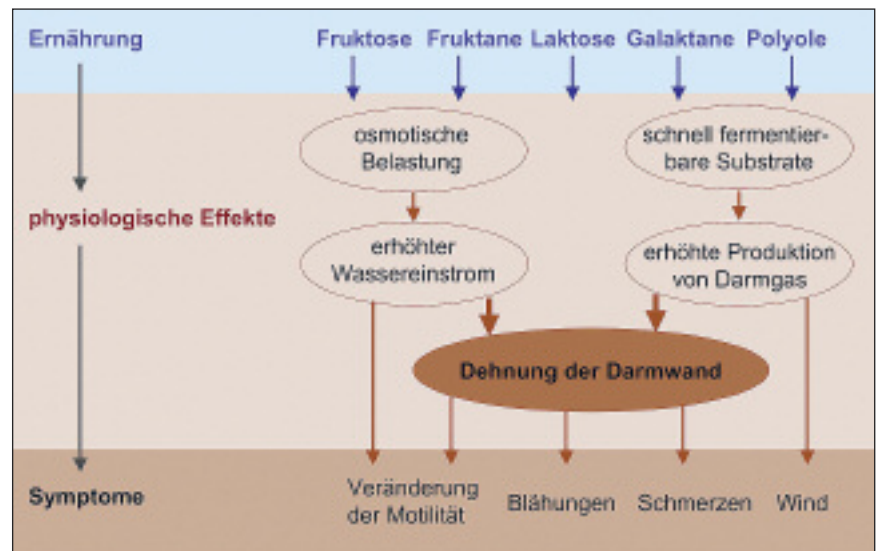 Ernährung
Fruktose Fruktane Laktose Galaktane Polyole
osmotische
Belastung
schnell fermentier-
bare Substrate
physiologische Effekte
erhöhter
Wassereinstrom
erhöhte Produktion
von Darmgas
Dehnung der Darmwand
Symptome
Veränderung
der Motilität
Blähungen
Schmerzen
Wind